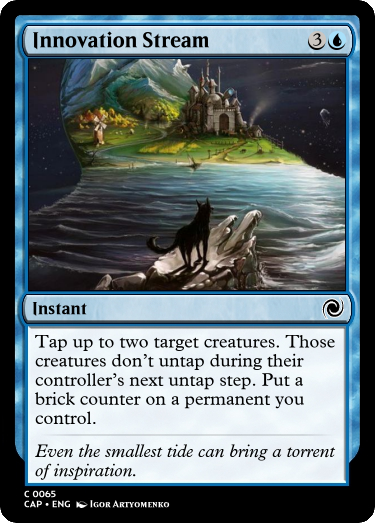 Innovation Stream 3
Instant
Tap up to two target creatures. Those
creatures don't untap during their
controller's next untap step. Put a
brick counter on a permanent you
control.
Even the smallest tide can bring a torrent
of inspiration.
C 0065
CAP • ENG Igor Artyomenko